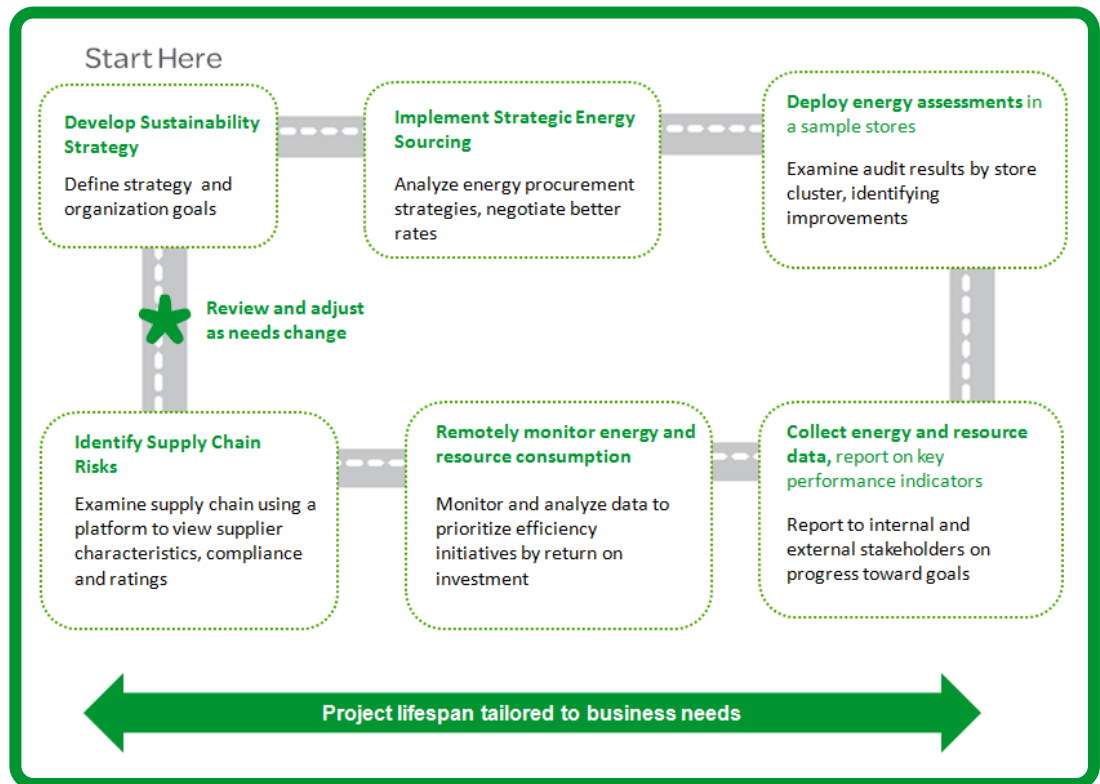 Start Here
Develop Sustainability
Strategy
Define strategy and
organization goals
Implement Strategic Energy
Sourcing
Analyze energy procurement
strategies, negotiate better
rates
Deploy energy assessments in
a sample stores
Examine audit results by store
cluster, identifying
improvements
Review and adjust
as needs change
Identify Supply Chain
Risks
Examine supply chain using a
platform to view supplier
characteristics, compliance
and ratings
Remotely monitor energy and
resource consumption
Monitor and analyze data to
prioritize efficiency
initiatives by return on
investment
Collect energy and resource
data, report on key
performance indicators
Report to internal and
external stakeholders on
progress toward goals
Project lifespan tailored to business needs